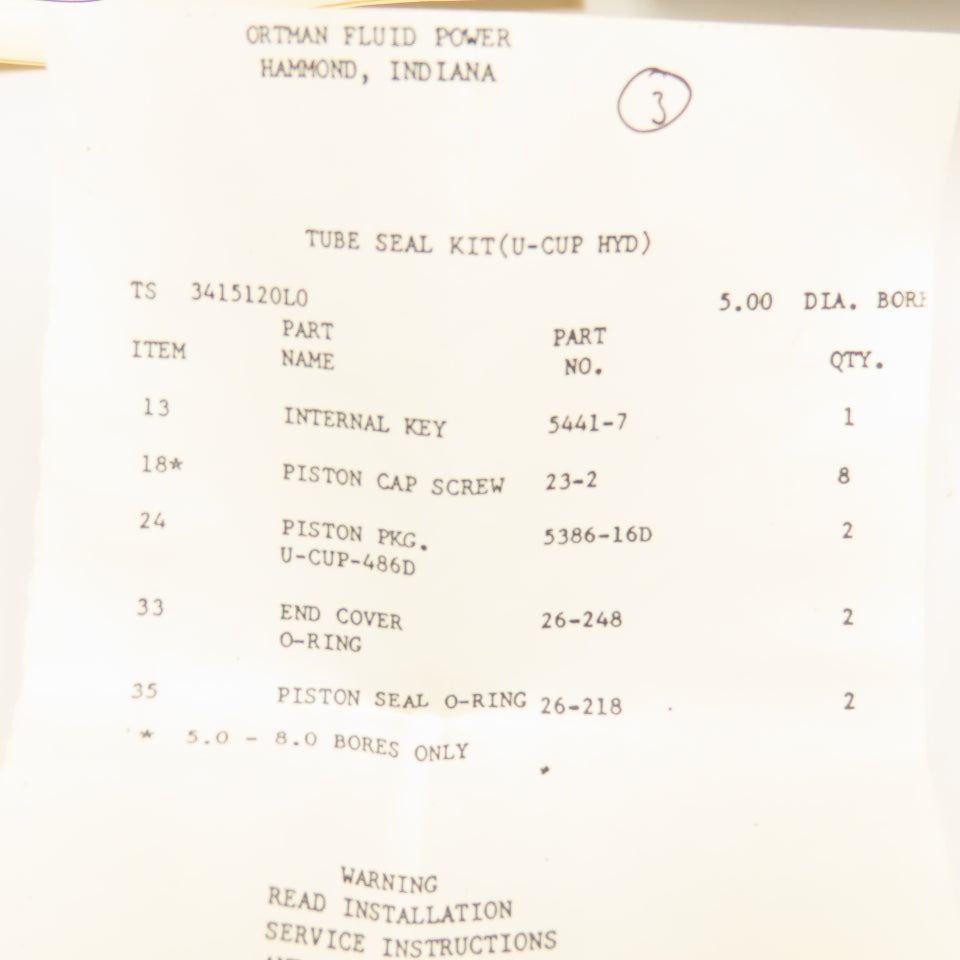 ORTMAN FLUID POWER
HAMMOND, INDIANA
3
TUBE SEAL KIT(U-CUP HYD)
TS 3415120LO 5.00 DIA. BORE
PART PART
ITEM NAME NO. QTY.
13 INTERNAL KEY 5441-7 1
18* PISTON CAP SCREW 23-2 8
24 PISTON PKG. 5386-16D 2
U-CUP-486D
33 END COVER 26-248 2
O-RING
35 PISTON SEAL O-RING 26-218 2
* 5.0 - 8.0 BORES ONLY
WARNING
READ INSTALLATION
SERVICE INSTRUCTIONS